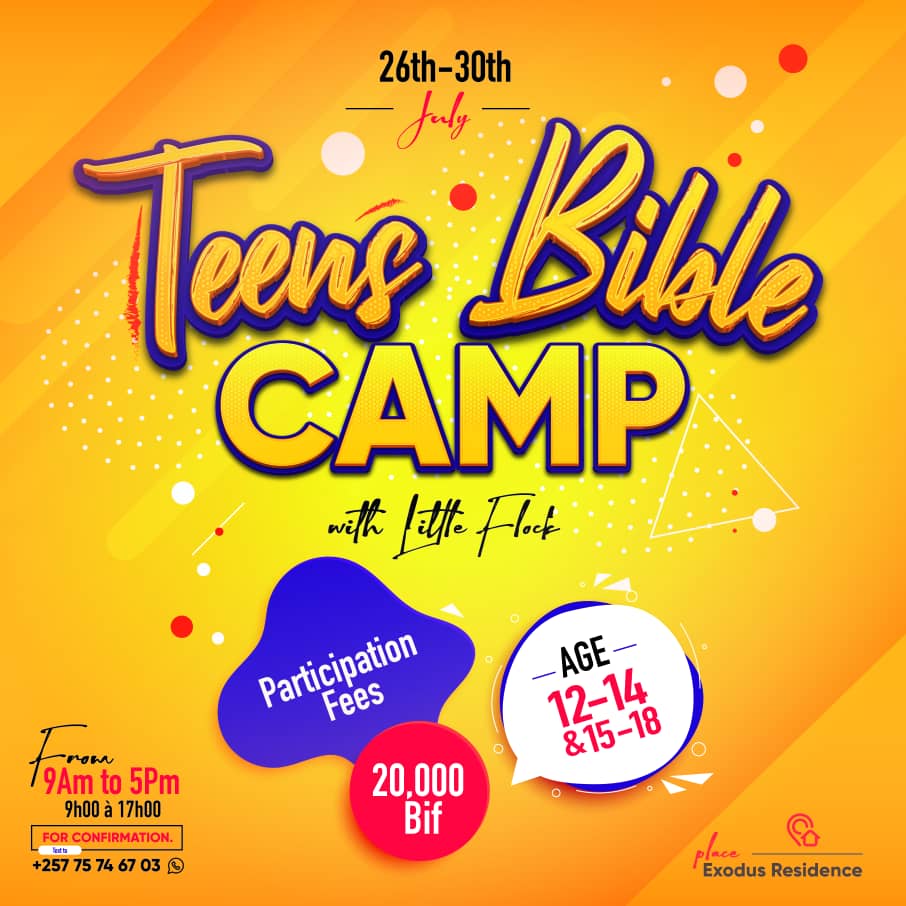 26th-30th
July
Teens' Bible
CAMP
with Little Flock
Participation
Fees
20,000
Bif
AGE
12-14
&15-18
From
9Am to 5Pm
9h00 à 17h00
FOR CONFIRMATION.
Text to
+257 75 74 67 03
place
Exodus Residence